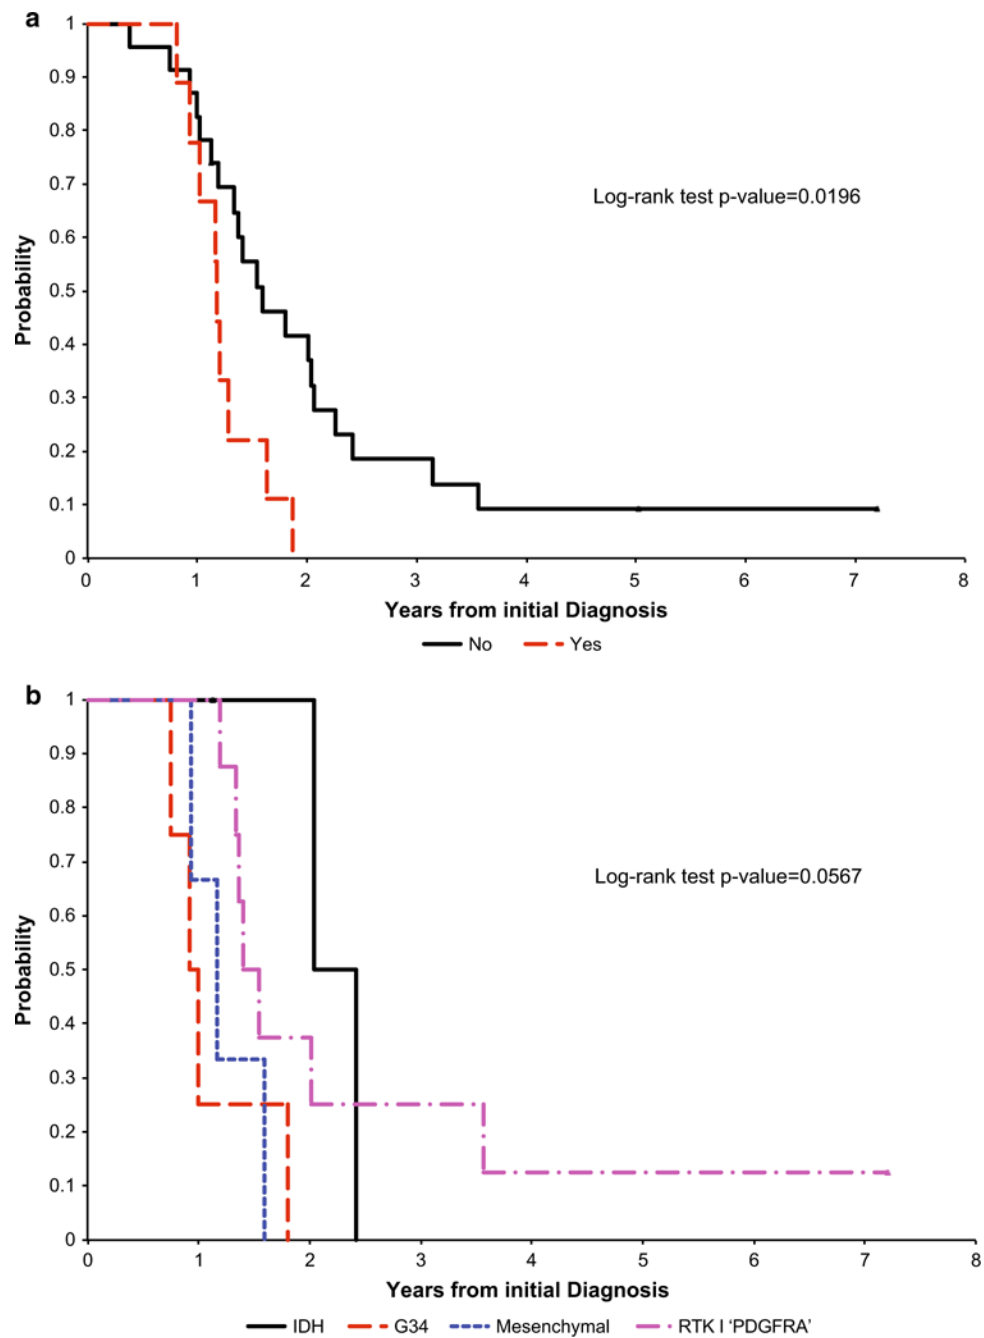 a
1
0.9
0.8
0.7
0.6
0.5
0.4
0.3
0.2
0.1
0
Probability
Log-rank test p-value=0.0196
0 1 2 3 4 5 6 7 8
Years from initial Diagnosis
No Yes
b
1
0.9
0.8
0.7
0.6
0.5
0.4
0.3
0.2
0.1
0
Probability
Log-rank test p-value=0.0567
0 1 2 3 4 5 6 7 8
Years from initial Diagnosis
IDH G34 Mesenchymal RTK I ‘PDGFRA’